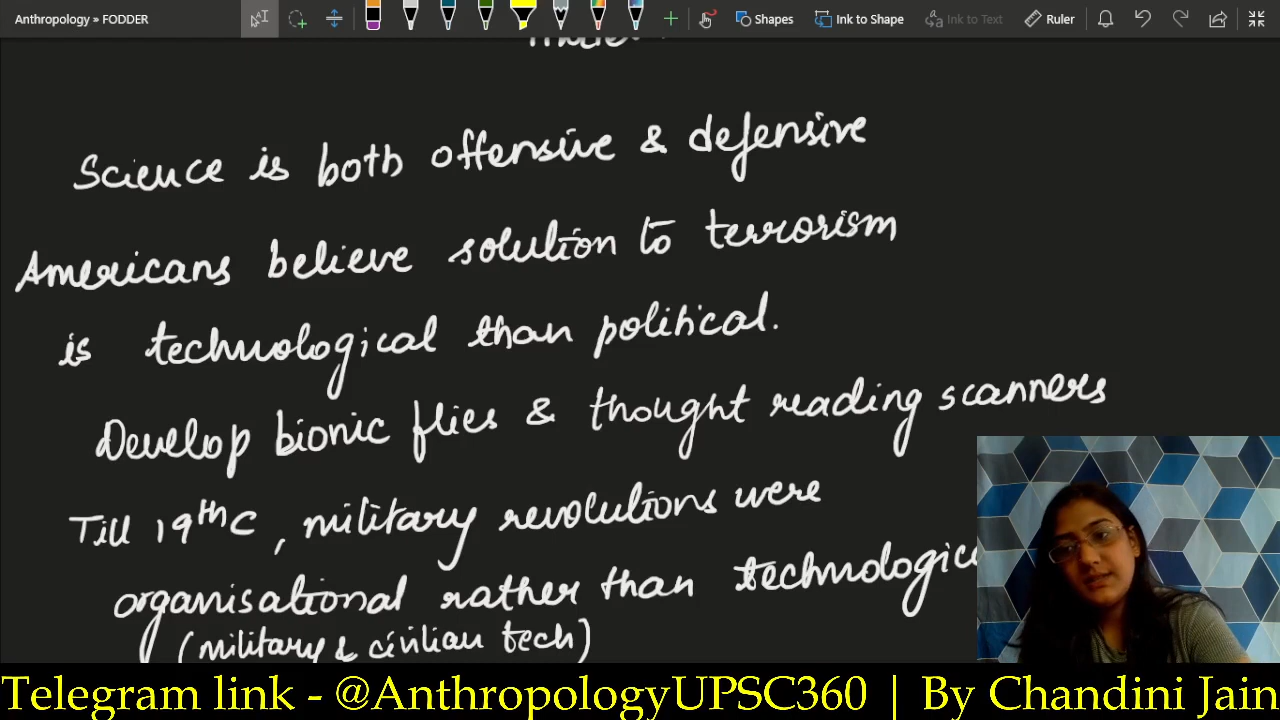 Anthropology » FODDER
Shapes
Ink to Shape
Ink to Text
Ruler
Science is both offensive & defensive
Americans believe solution to terrorism
is technological than political.
Develop bionic flies & thought reading scanners
Till 19th C, military revolutions were
organisational rather than technologic
(military & civilian tech)
Telegram link - @AnthropologyUPSC360 | By Chandini Jain